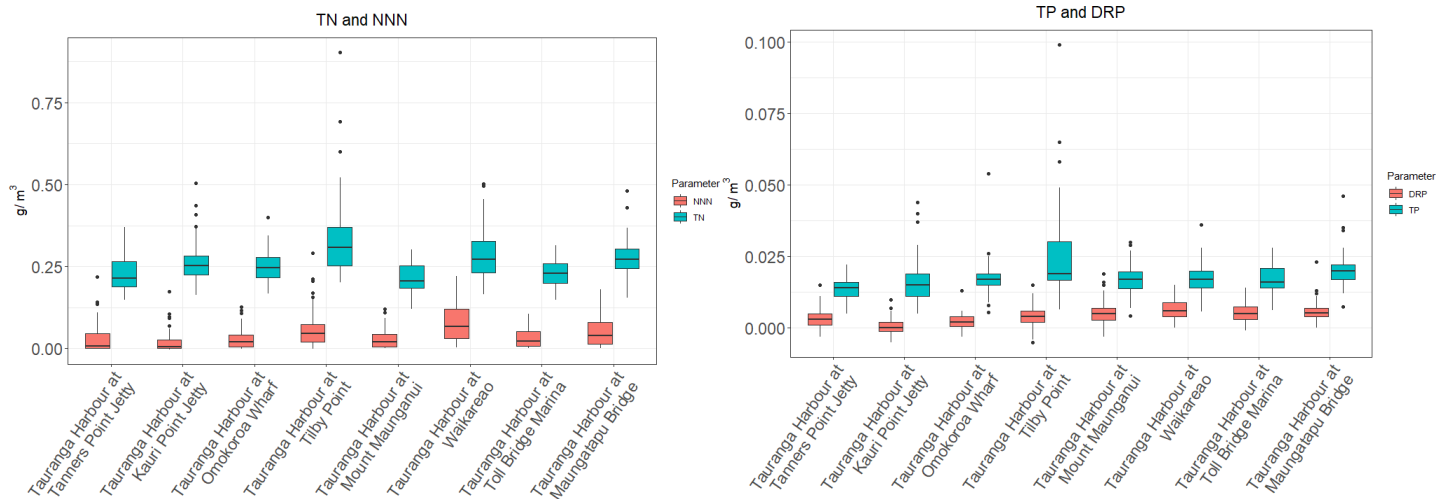 TN and NNN
g/ m³
0.75
0.50
0.25
0.00
Tauranga Harbour at
Tanners Point Jetty
Tauranga Harbour at
Kauri Point Jetty
Tauranga Harbour at
Omokoroa Wharf
Tauranga Harbour at
Tilby Point
Tauranga Harbour at
Mount Maunganui
Tauranga Harbour at
Waikareao
Tauranga Harbour at
Toll Bridge Marina
Tauranga Harbour at
Maungatapu Bridge
Parameter
NNN
TN
TP and DRP
g/ m³
0.100
0.075
0.050
0.025
0.000
Tauranga Harbour at
Tanners Point Jetty
Tauranga Harbour at
Kauri Point Jetty
Tauranga Harbour at
Omokoroa Wharf
Tauranga Harbour at
Tilby Point
Tauranga Harbour at
Mount Maunganui
Tauranga Harbour at
Waikareao
Tauranga Harbour at
Toll Bridge Marina
Tauranga Harbour at
Maungatapu Bridge
Parameter
DRP
TP